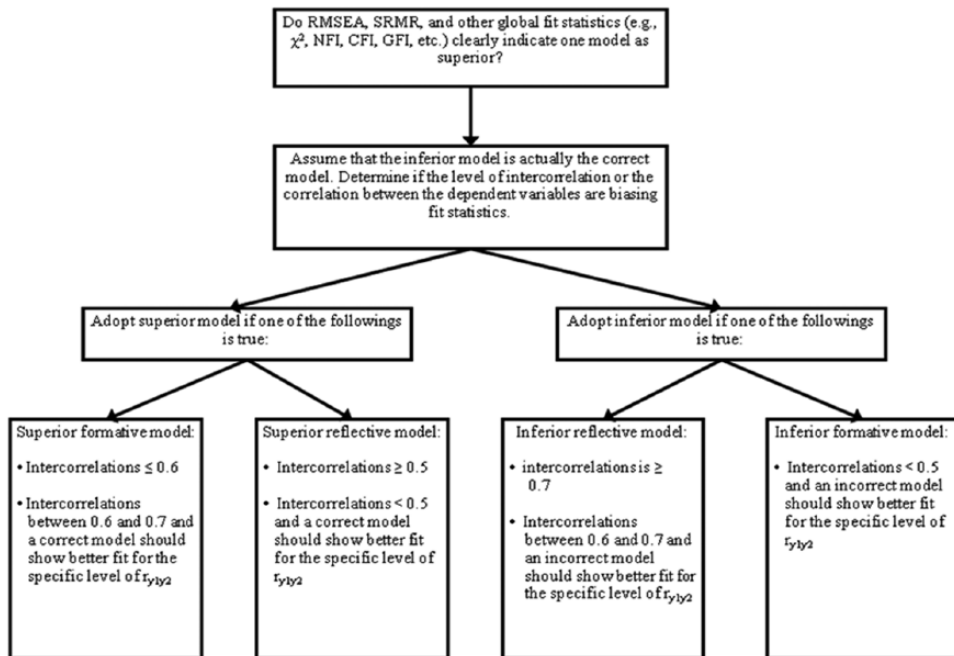 Do RMSEA, SRMR, and other global fit statistics (e.g.,
χ², NFI, CFI, GFI, etc.) clearly indicate one model as
superior?
Assume that the inferior model is actually the correct
model. Determine if the level of intercorrelation or the
correlation between the dependent variables are biasing
fit statistics.
Adopt superior model if one of the followings
is true:
Adopt inferior model if one of the followings
is true:
Superior formative model:
• Intercorrelations ≤ 0.6
• Intercorrelations
between 0.6 and 0.7 and
a correct model should
show better fit for the
specific level of ry1y2
Superior reflective model:
• Intercorrelations ≥ 0.5
• Intercorrelations < 0.5
and a correct model
should show better fit
for the specific level of
ry1y2
Inferior reflective model:
• intercorrelations is ≥
0.7
• Intercorrelations
between 0.6 and 0.7 and
an incorrect model
should show better fit for
the specific level of ry1y2
Inferior formative model:
• Intercorrelations < 0.5
and an incorrect model
should show better fit
for the specific level of
ry1y2